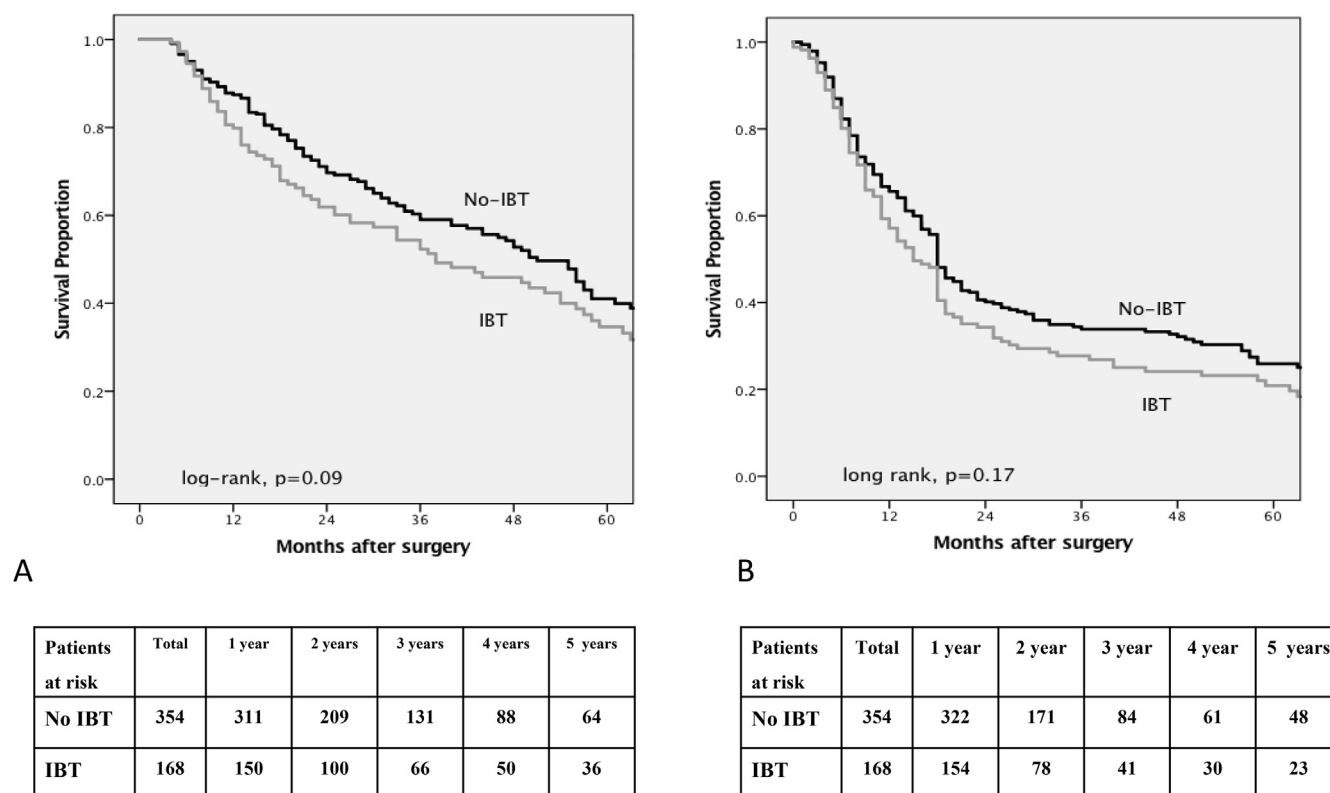 1.0
0.8
0.6
0.4
0.2
0.0
Survival Proportion
No-IBT
IBT
log-rank, p=0.09
0 12 24 36 48 60
Months after surgery
A
1.0
0.8
0.6
0.4
0.2
0.0
Survival Proportion
No-IBT
IBT
long rank, p=0.17
0 12 24 36 48 60
Months after surgery
B
Patients at risk Total 1 year 2 years 3 years 4 years 5 years
No IBT 354 311 209 131 88 64
IBT 168 150 100 66 50 36
Patients at risk Total 1 year 2 year 3 year 4 year 5 years
No IBT 354 322 171 84 61 48
IBT 168 154 78 41 30 23